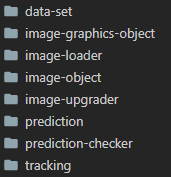 data-set
image-graphics-object
image-loader
image-object
image-upgrader
prediction
prediction-checker
tracking